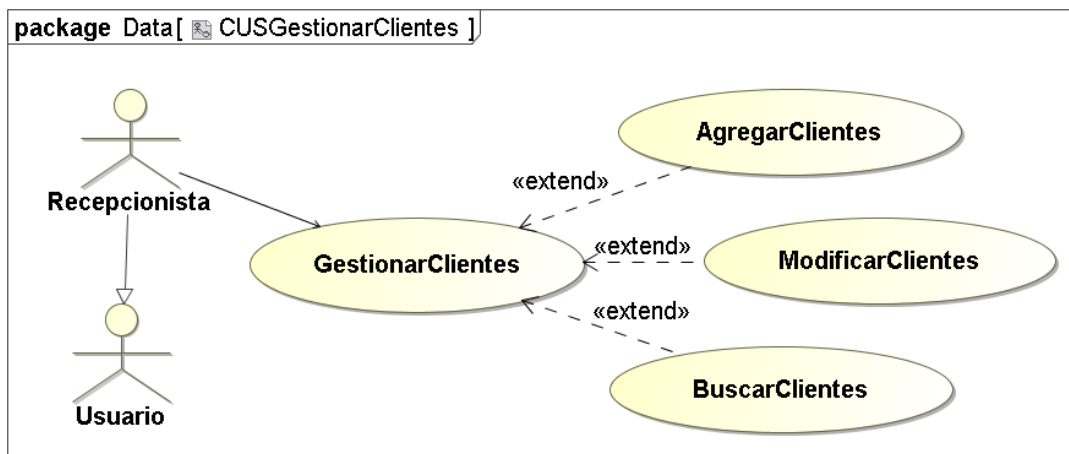 package Data[ CUSGestionarClientes ]
AgregarClientes
«extend»
Recepcionista
GestionarClientes
«extend»
ModificarClientes
«extend»
BuscarClientes
Usuario